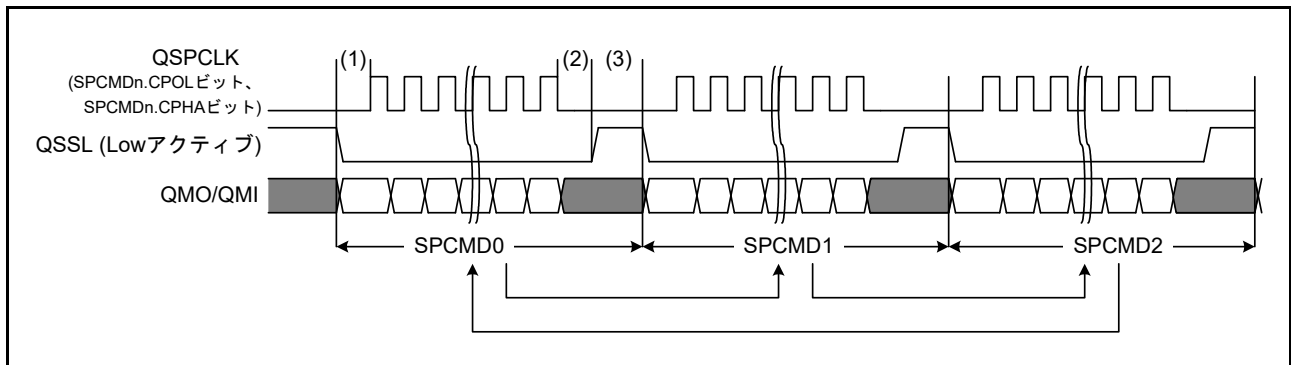 QSPCLK
(SPCMDn.CPOLビット、
SPCMDn.CPHAビット)
(1)
(2)
(3)
QSSL (Lowアクティブ)
QMO/QMI
SPCMD0
SPCMD1
SPCMD2